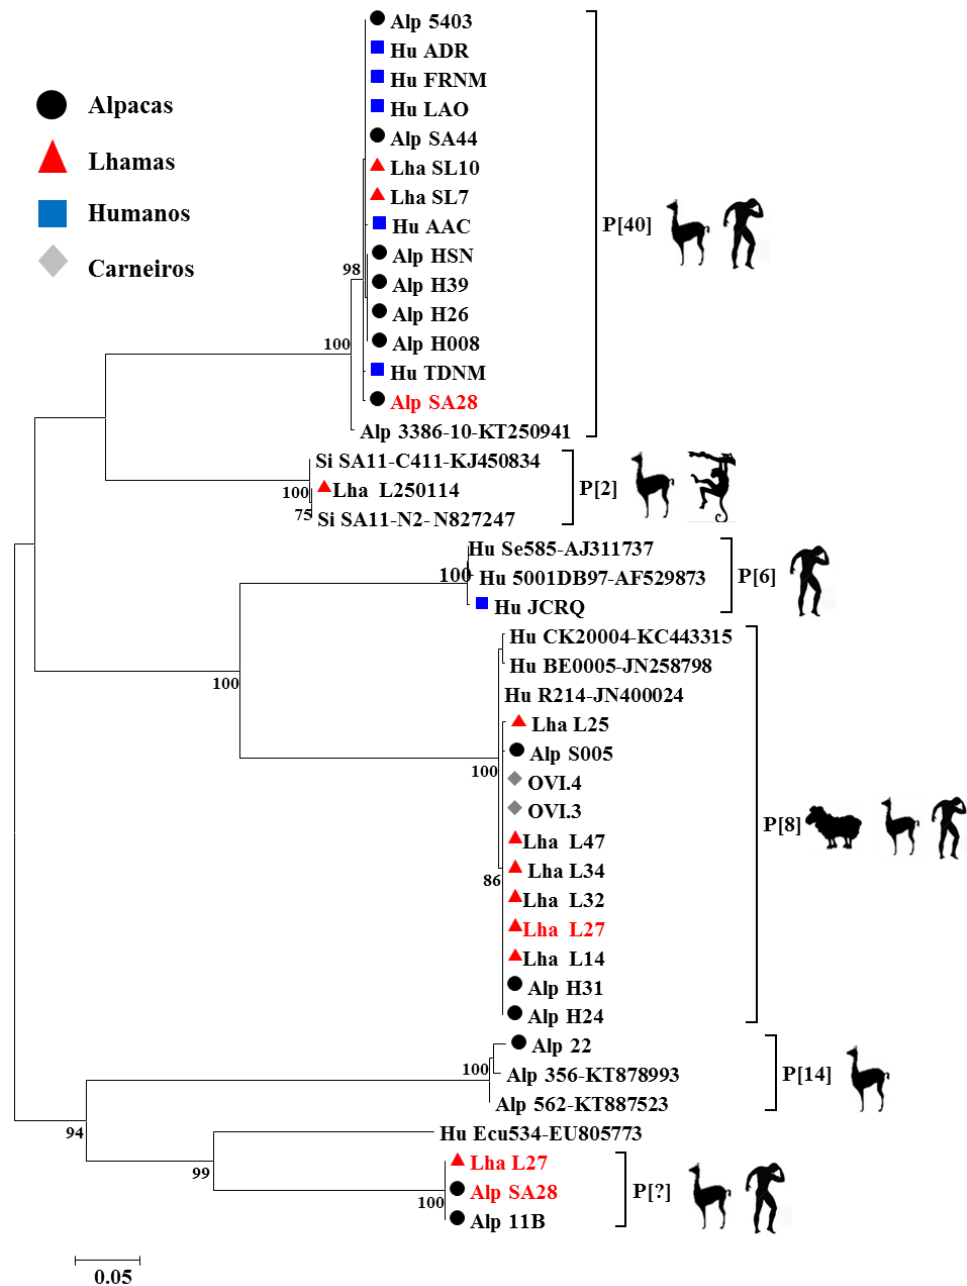 Alpacas
Lhamas
Humanos
Carneiros
Alp 5403
Hu ADR
Hu FRNM
Hu LAO
Alp SA44
Lha SL10
Lha SL7
Hu AAC
Alp HSN
Alp H39
Alp H26
Alp H008
Hu TDNM
Alp SA28
Alp 3386-10-KT250941
P[40]
98
100
Si SA11-C411-KJ450834
Lha L250114
Si SA11-N2- N827247
P[2]
100
75
Hu Se585-AJ311737
Hu 5001DB97-AF529873
Hu JCRQ
P[6]
100
100
Hu CK20004-KC443315
Hu BE0005-JN258798
Hu R214-JN400024
Lha L25
Alp S005
OVI.4
OVI.3
Lha L47
Lha L34
Lha L32
Lha L27
Lha L14
Alp H31
Alp H24
P[8]
100
86
Alp 22
Alp 356-KT878993
Alp 562-KT887523
P[14]
100
94
Hu Ecu534-EU805773
Lha L27
Alp SA28
Alp 11B
P[?]
99
100
0.05